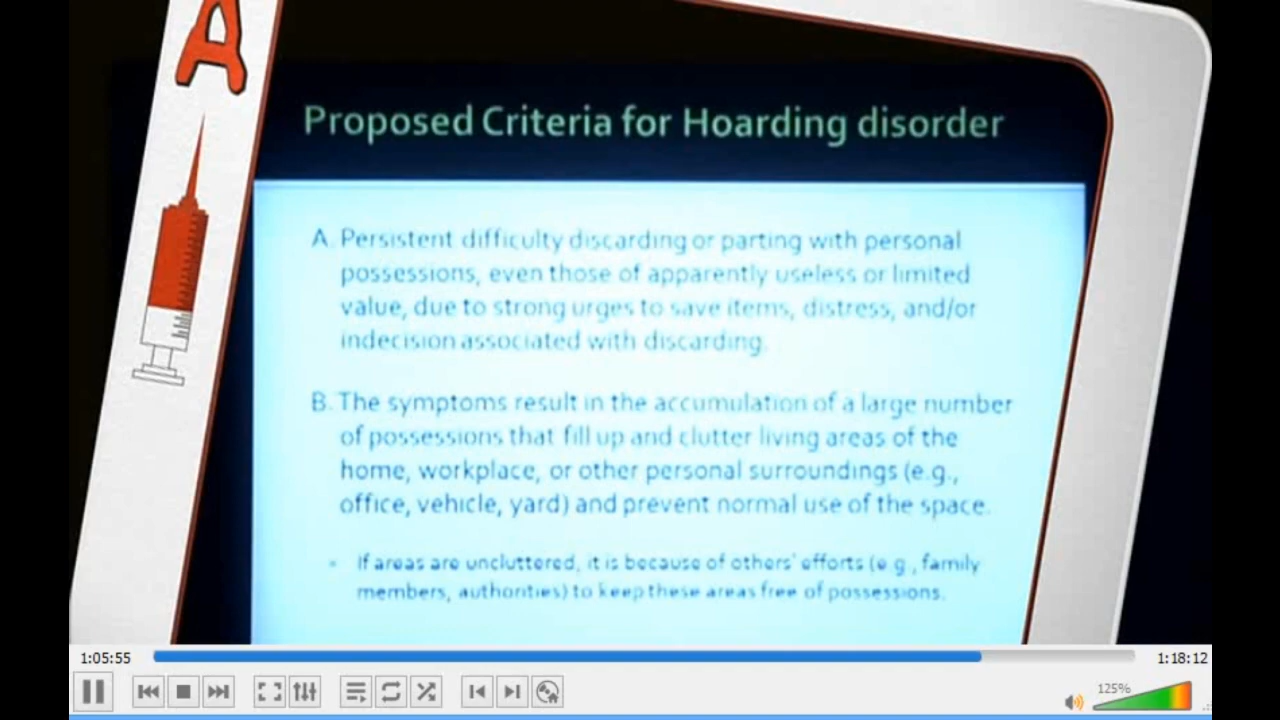 A
Proposed Criteria for Hoarding disorder
A. Persistent difficulty discarding or parting with personal
possessions, even those of apparently useless or limited
value, due to strong urges to save items, distress, and/or
indecision associated with discarding.
B. The symptoms result in the accumulation of a large number
of possessions that fill up and clutter living areas of the
home, workplace, or other personal surroundings (e.g.,
office, vehicle, yard) and prevent normal use of the space.
- If areas are uncluttered, it is because of others' efforts (e.g., family
members, authorities) to keep these areas free of possessions.
1:05:55
1:18:12
125%